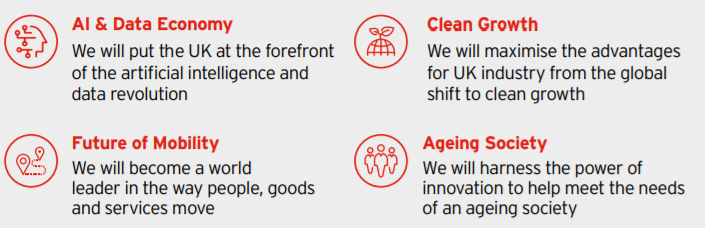 AI & Data Economy
We will put the UK at the forefront
of the artificial intelligence and
data revolution
Clean Growth
We will maximise the advantages
for UK industry from the global
shift to clean growth
Future of Mobility
We will become a world
leader in the way people, goods
and services move
Ageing Society
We will harness the power of
innovation to help meet the needs
of an ageing society